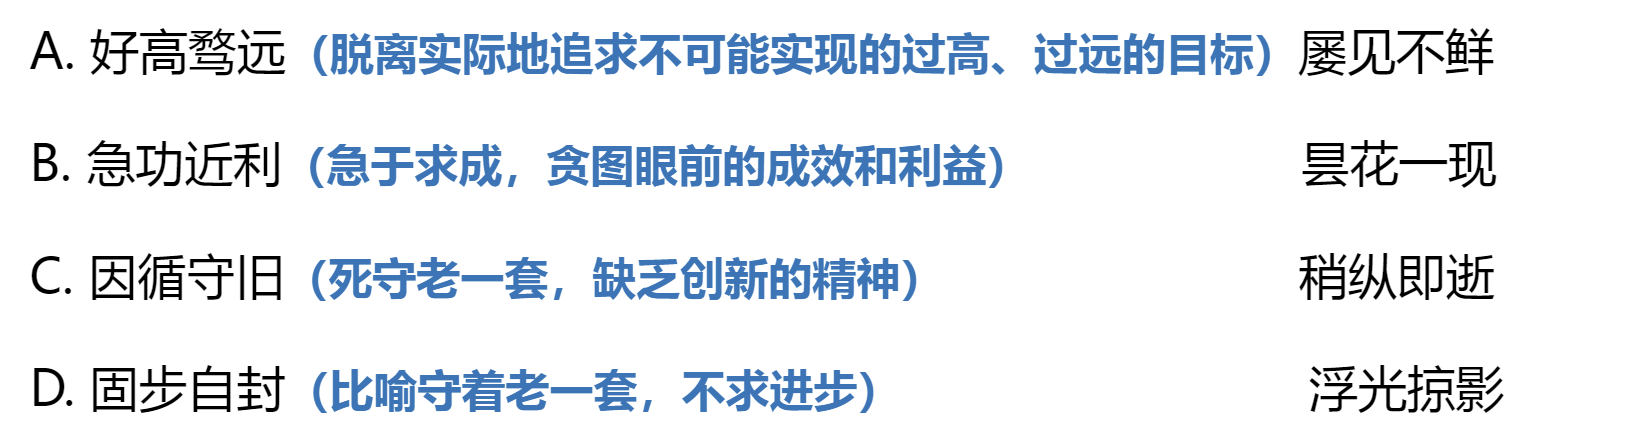 A. 好高骛远（脱离实际地追求不可能实现的过高、过远的目标）屡见不鲜
B. 急功近利（急于求成，贪图眼前的成效和利益） 昙花一现
C. 因循守旧（死守老一套，缺乏创新的精神） 稍纵即逝
D. 固步自封（比喻守着老一套，不求进步） 浮光掠影